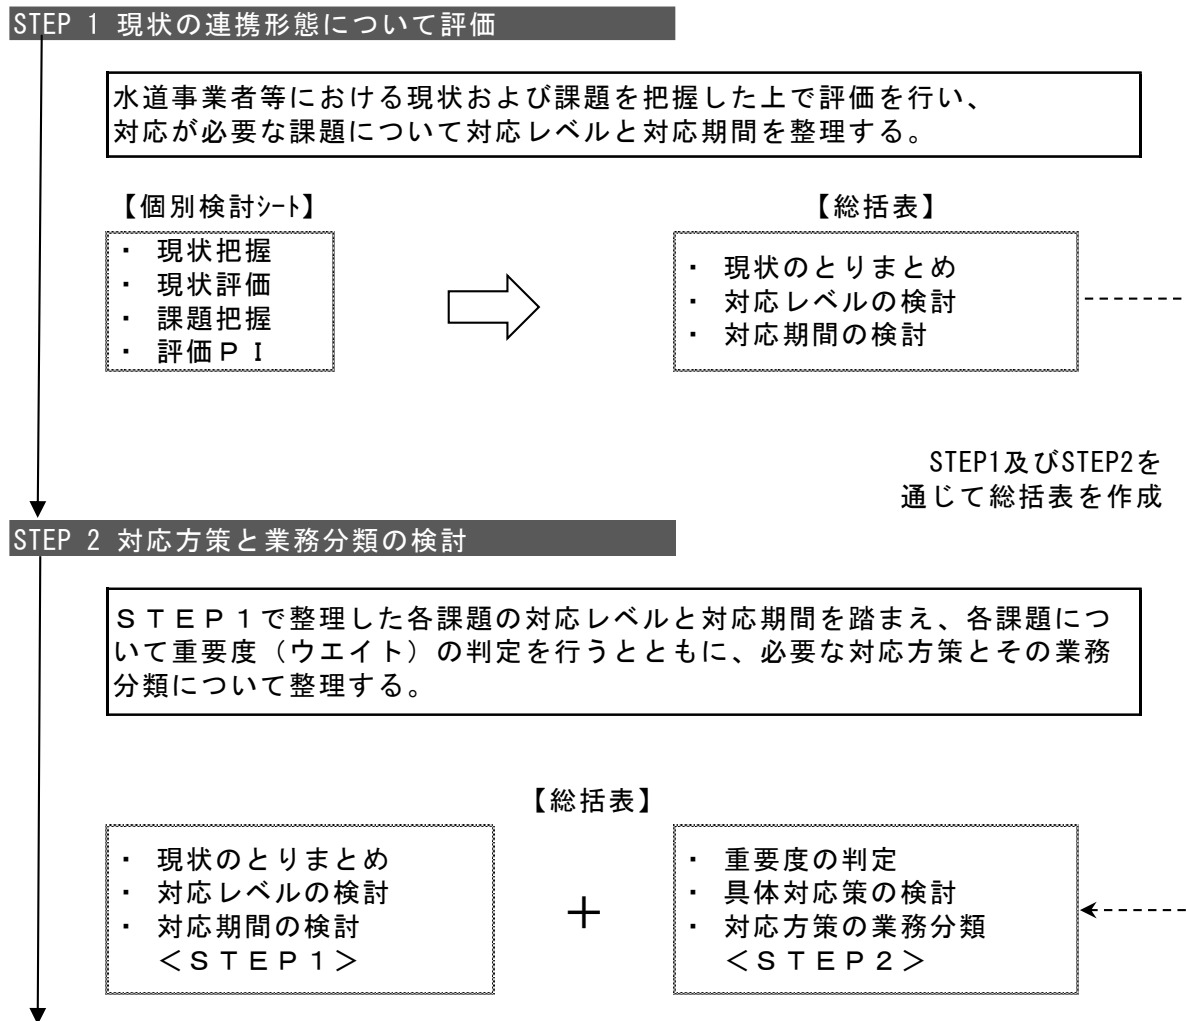 STEP 1 現状の連携形態について評価
水道事業者等における現状および課題を把握した上で評価を行い、
対応が必要な課題について対応レベルと対応期間を整理する。
【個別検討ｼｰﾄ】
・ 現状把握
・ 現状評価
・ 課題把握
・ 評価ＰＩ
【総括表】
・ 現状のとりまとめ
・ 対応レベルの検討
・ 対応期間の検討
STEP1及びSTEP2を
通じて総括表を作成
STEP 2 対応方策と業務分類の検討
ＳＴＥＰ１で整理した各課題の対応レベルと対応期間を踏まえ、各課題につ
いて重要度（ウエイト）の判定を行うとともに、必要な対応方策とその業務
分類について整理する。
【総括表】
・ 現状のとりまとめ
・ 対応レベルの検討
・ 対応期間の検討
＜ＳＴＥＰ１＞
＋
・ 重要度の判定
・ 具体対応策の検討
・ 対応方策の業務分類
＜ＳＴＥＰ２＞